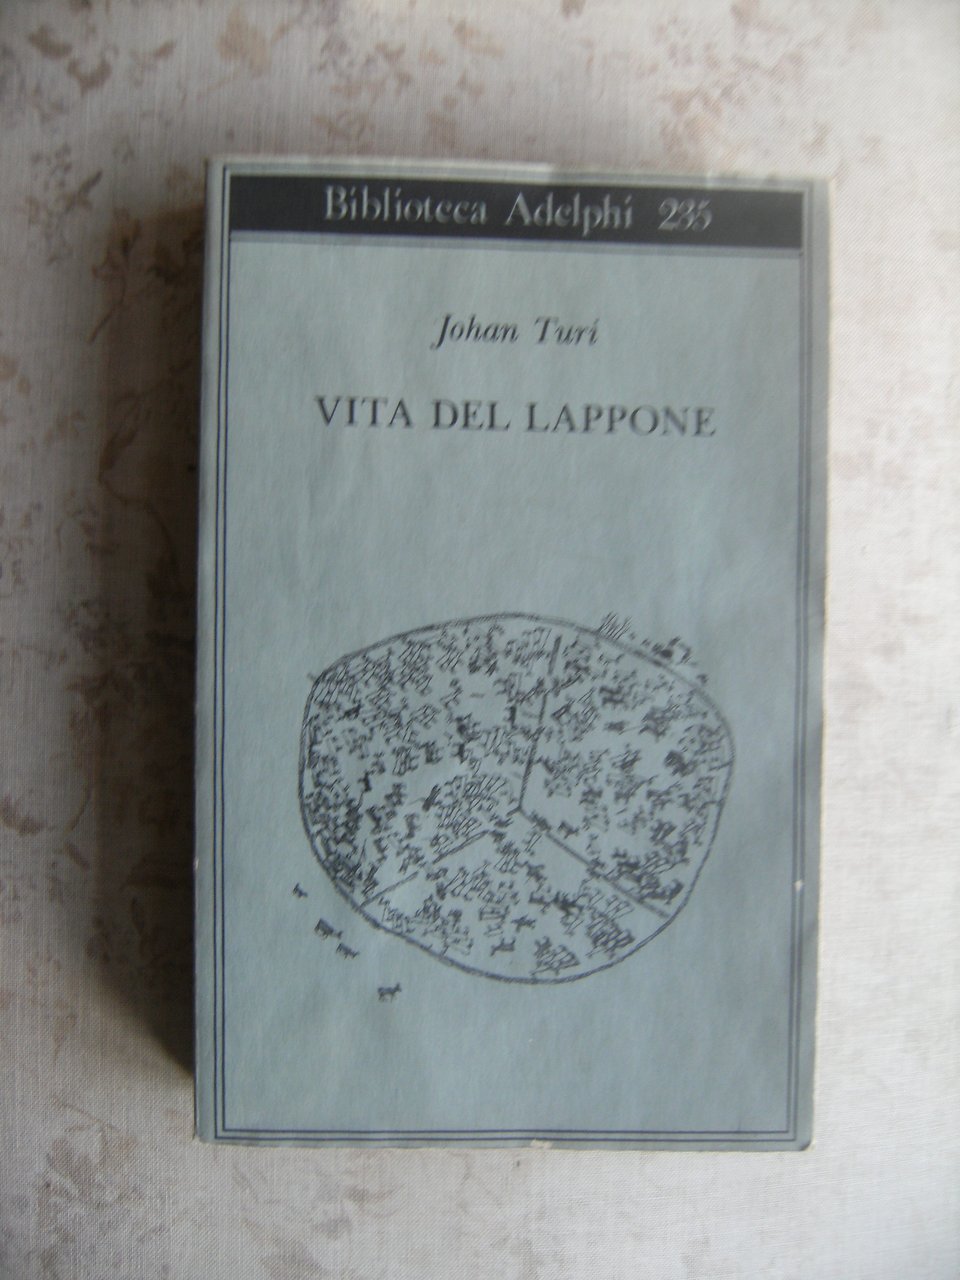 Biblioteca Adelphi 235
Johan Turi
VITA DEL LAPPONE